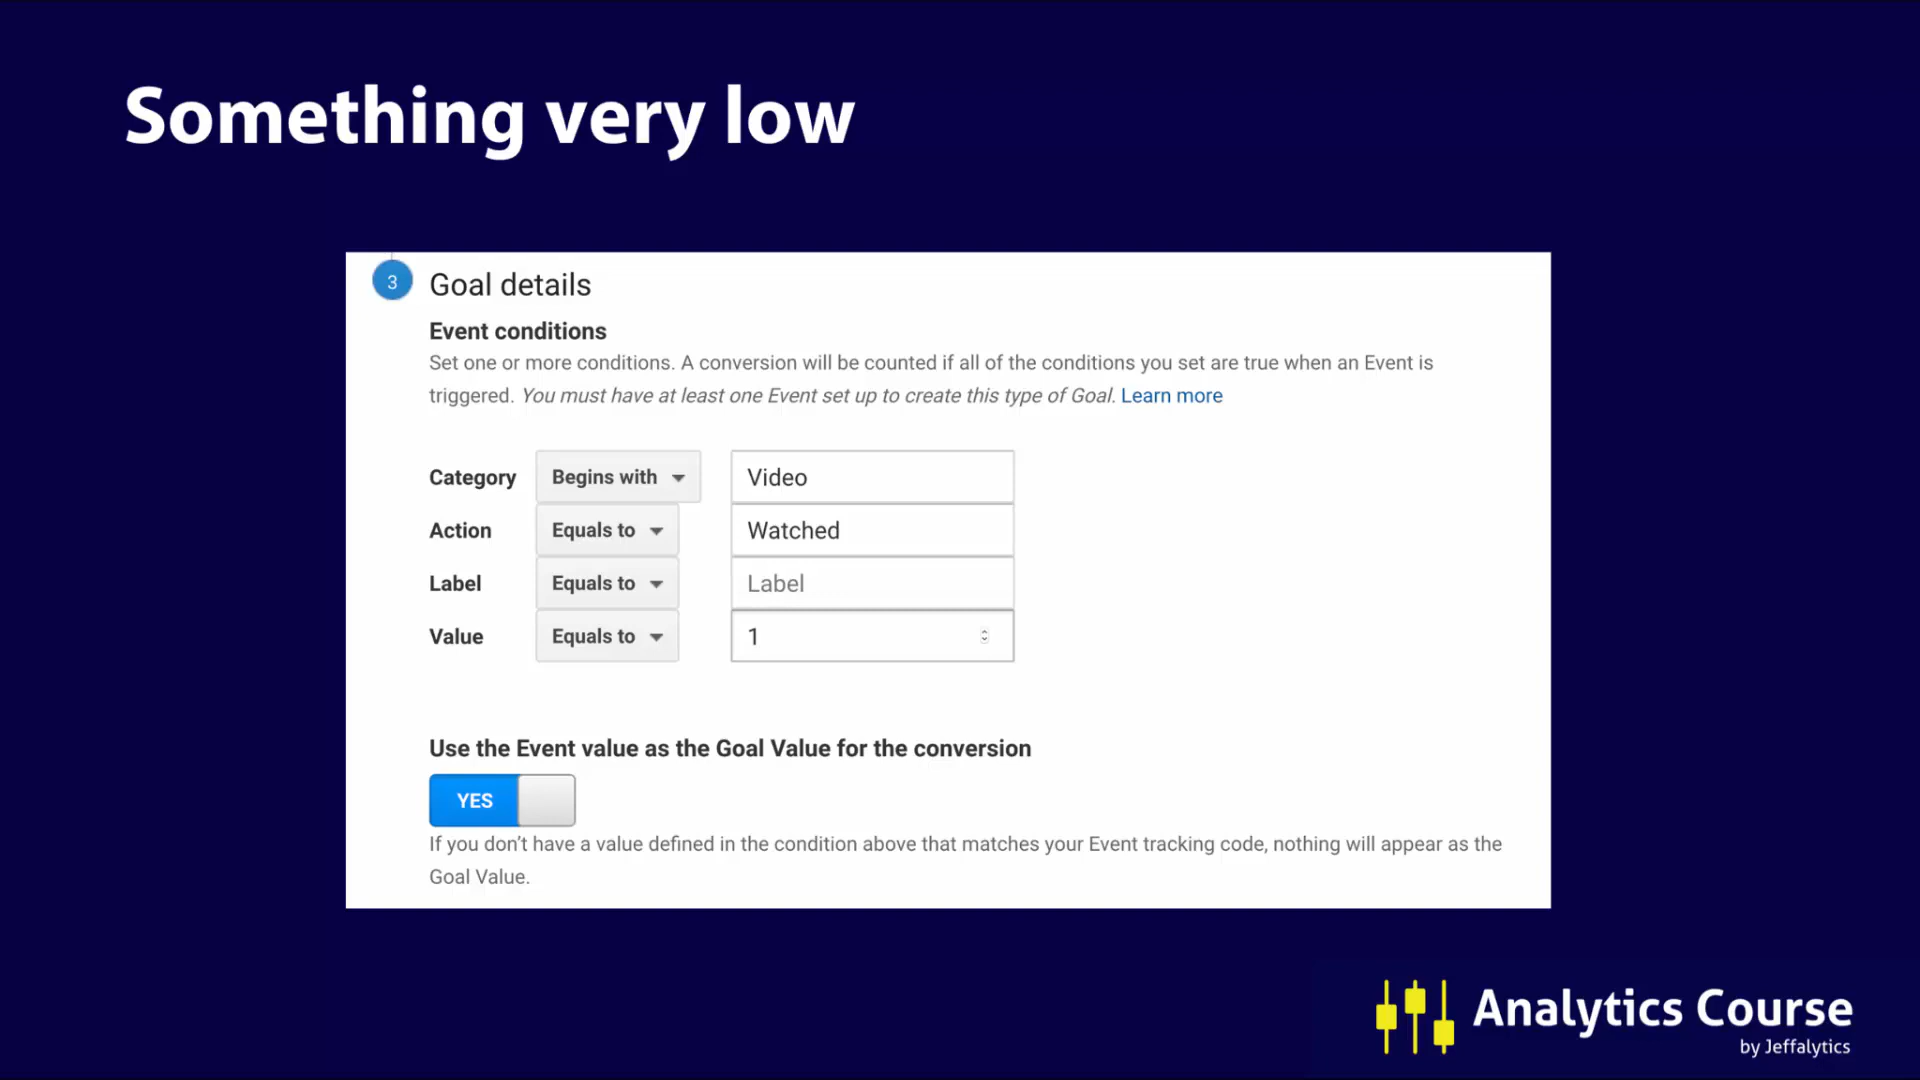 Something very low
3 Goal details
Event conditions
Set one or more conditions. A conversion will be counted if all of the conditions you set are true when an Event is
triggered. You must have at least one Event set up to create this type of Goal. Learn more
Category Begins with Video
Action Equals to Watched
Label Equals to Label
Value Equals to 1
Use the Event value as the Goal Value for the conversion
YES
If you don’t have a value defined in the condition above that matches your Event tracking code, nothing will appear as the
Goal Value.
Analytics Course
by Jeffalytics